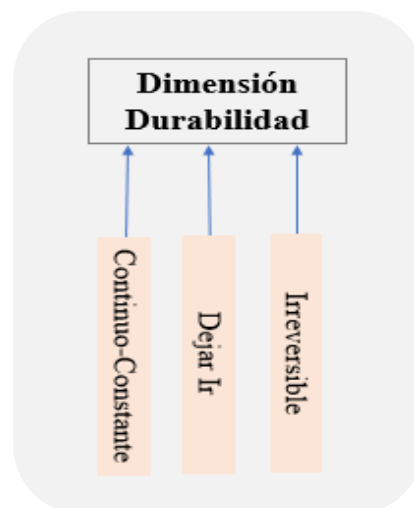 Dimensión
Durabilidad
Continuo-Constante
Dejar Ir
Irreversible